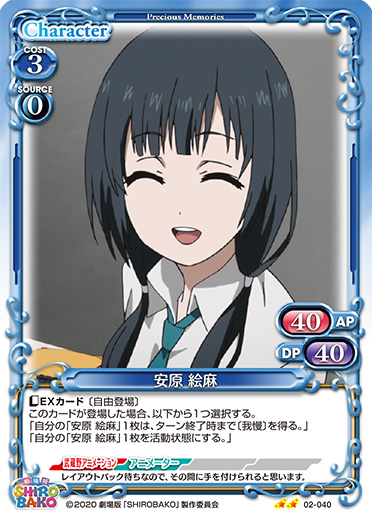 Precious Memories
Character
COST
3
SOURCE
0
40 AP
DP 40
安原 絵麻
EXカード〔自由登場〕
このカードが登場した場合、以下から1つ選択する。
「自分の「安原 絵麻」1枚は、ターン終了時まで【我慢】を得る。」
「自分の「安原 絵麻」1枚を活動状態にする。」
武蔵野アニメーション アニメーター
レイアウトバック待ちなので、その間に手を付けられると思います。
劇場版
SHIRO
BAKO
©2020 劇場版「SHIROBAKO」製作委員会
02-040